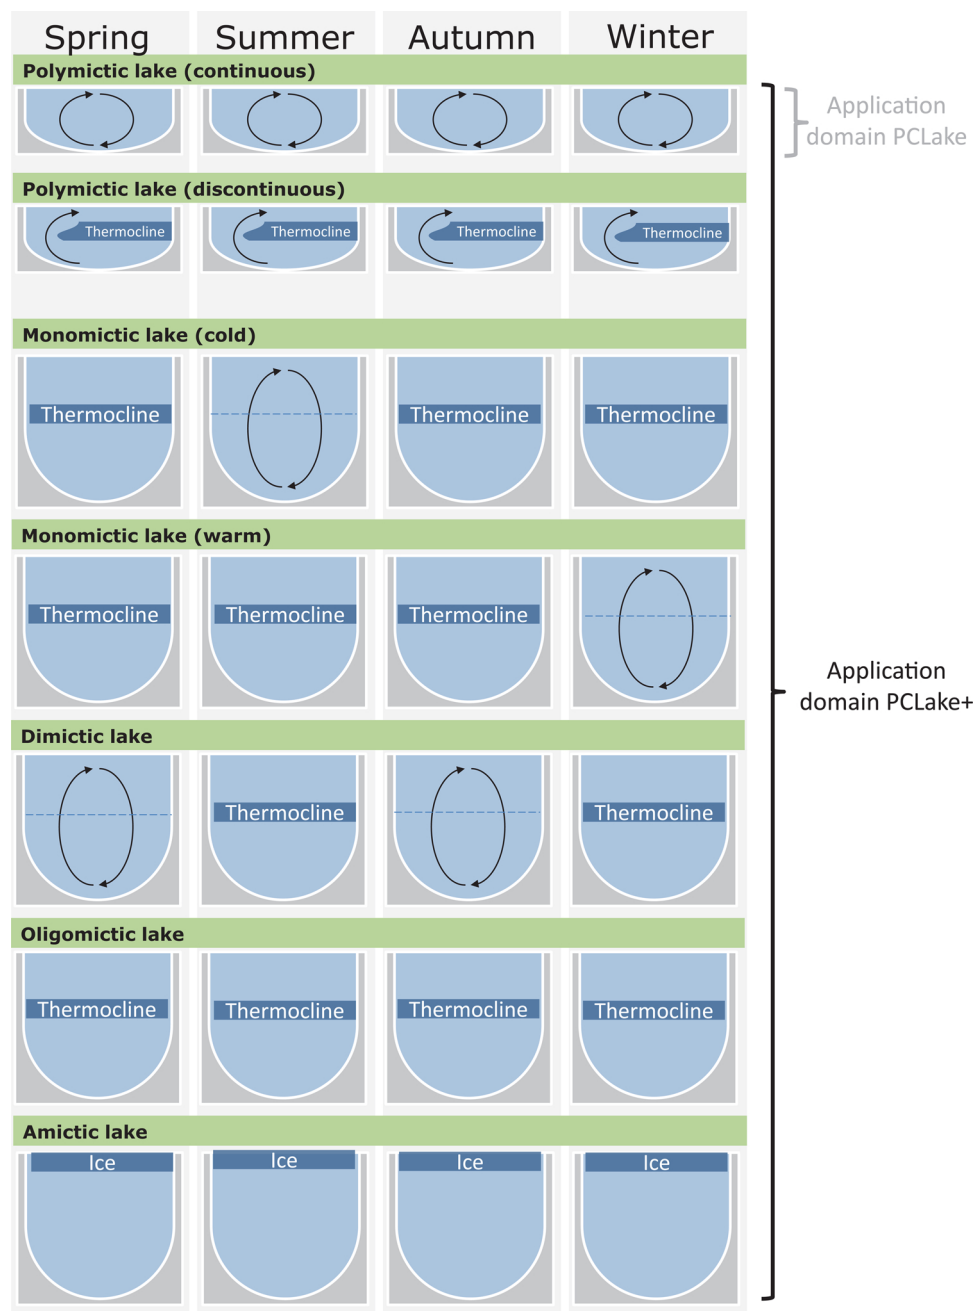 Spring Summer Autumn Winter
Polymictic lake (continuous)
Application
domain PCLake
Polymictic lake (discontinuous)
Thermocline Thermocline Thermocline Thermocline
Monomictic lake (cold)
Thermocline Thermocline Thermocline
Monomictic lake (warm)
Thermocline Thermocline Thermocline
Application
domain PCLake+
Dimictic lake
Thermocline Thermocline
Oligomictic lake
Thermocline Thermocline Thermocline Thermocline
Amictic lake
Ice Ice Ice Ice